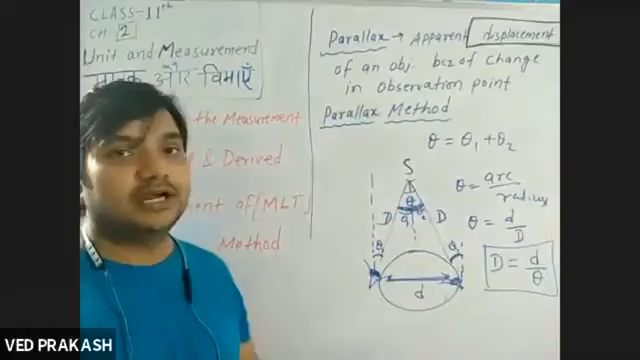 CLASS-11th
CH 2
Unit and Measurement
मात्रक और विमाएँ
the Measurement
& Derived
ment of (MLT)
Method
Parallax → Apparent displacement
of an obj. bcz of change
in observation point
Parallax Method
θ = θ1 + θ2
S
θ = arc/radius
θ
D
D
θ = d/D
D = d/θ
d
VED PRAKASH